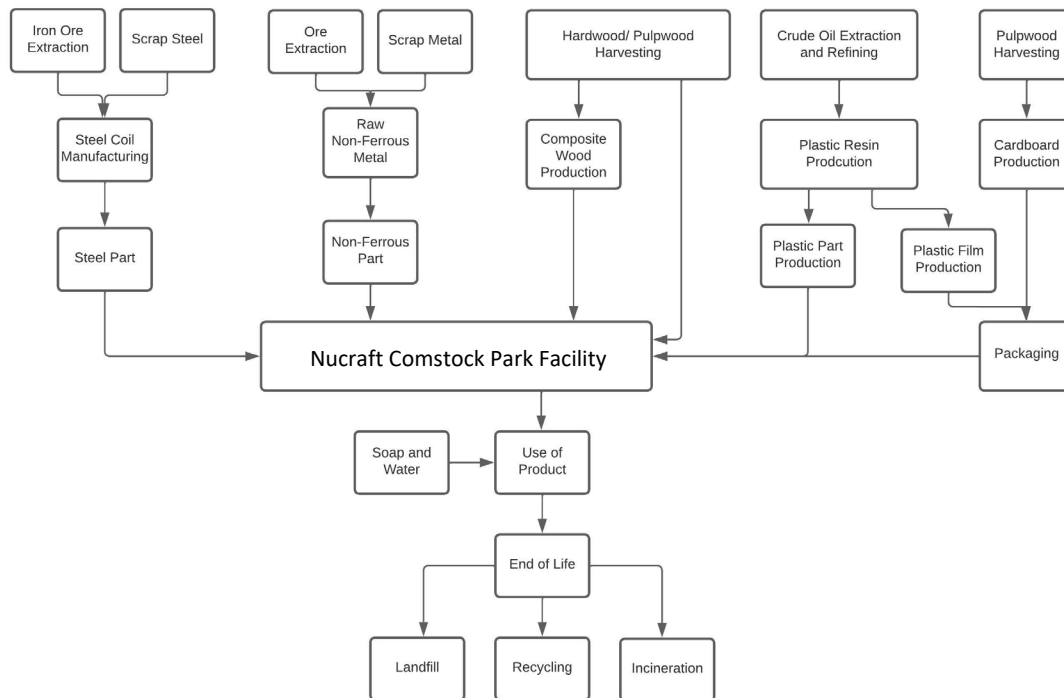 Iron Ore
Extraction
Scrap Steel
Ore
Extraction
Scrap Metal
Hardwood/ Pulpwood
Harvesting
Crude Oil Extraction
and Refining
Pulpwood
Harvesting
Steel Coil
Manufacturing
Raw
Non-Ferrous
Metal
Composite
Wood
Production
Plastic Resin
Prodcution
Cardboard
Production
Steel Part
Non-Ferrous
Part
Plastic Part
Production
Plastic Film
Production
Nucraft Comstock Park Facility
Packaging
Soap and
Water
Use of
Product
End of Life
Landfill
Recycling
Incineration